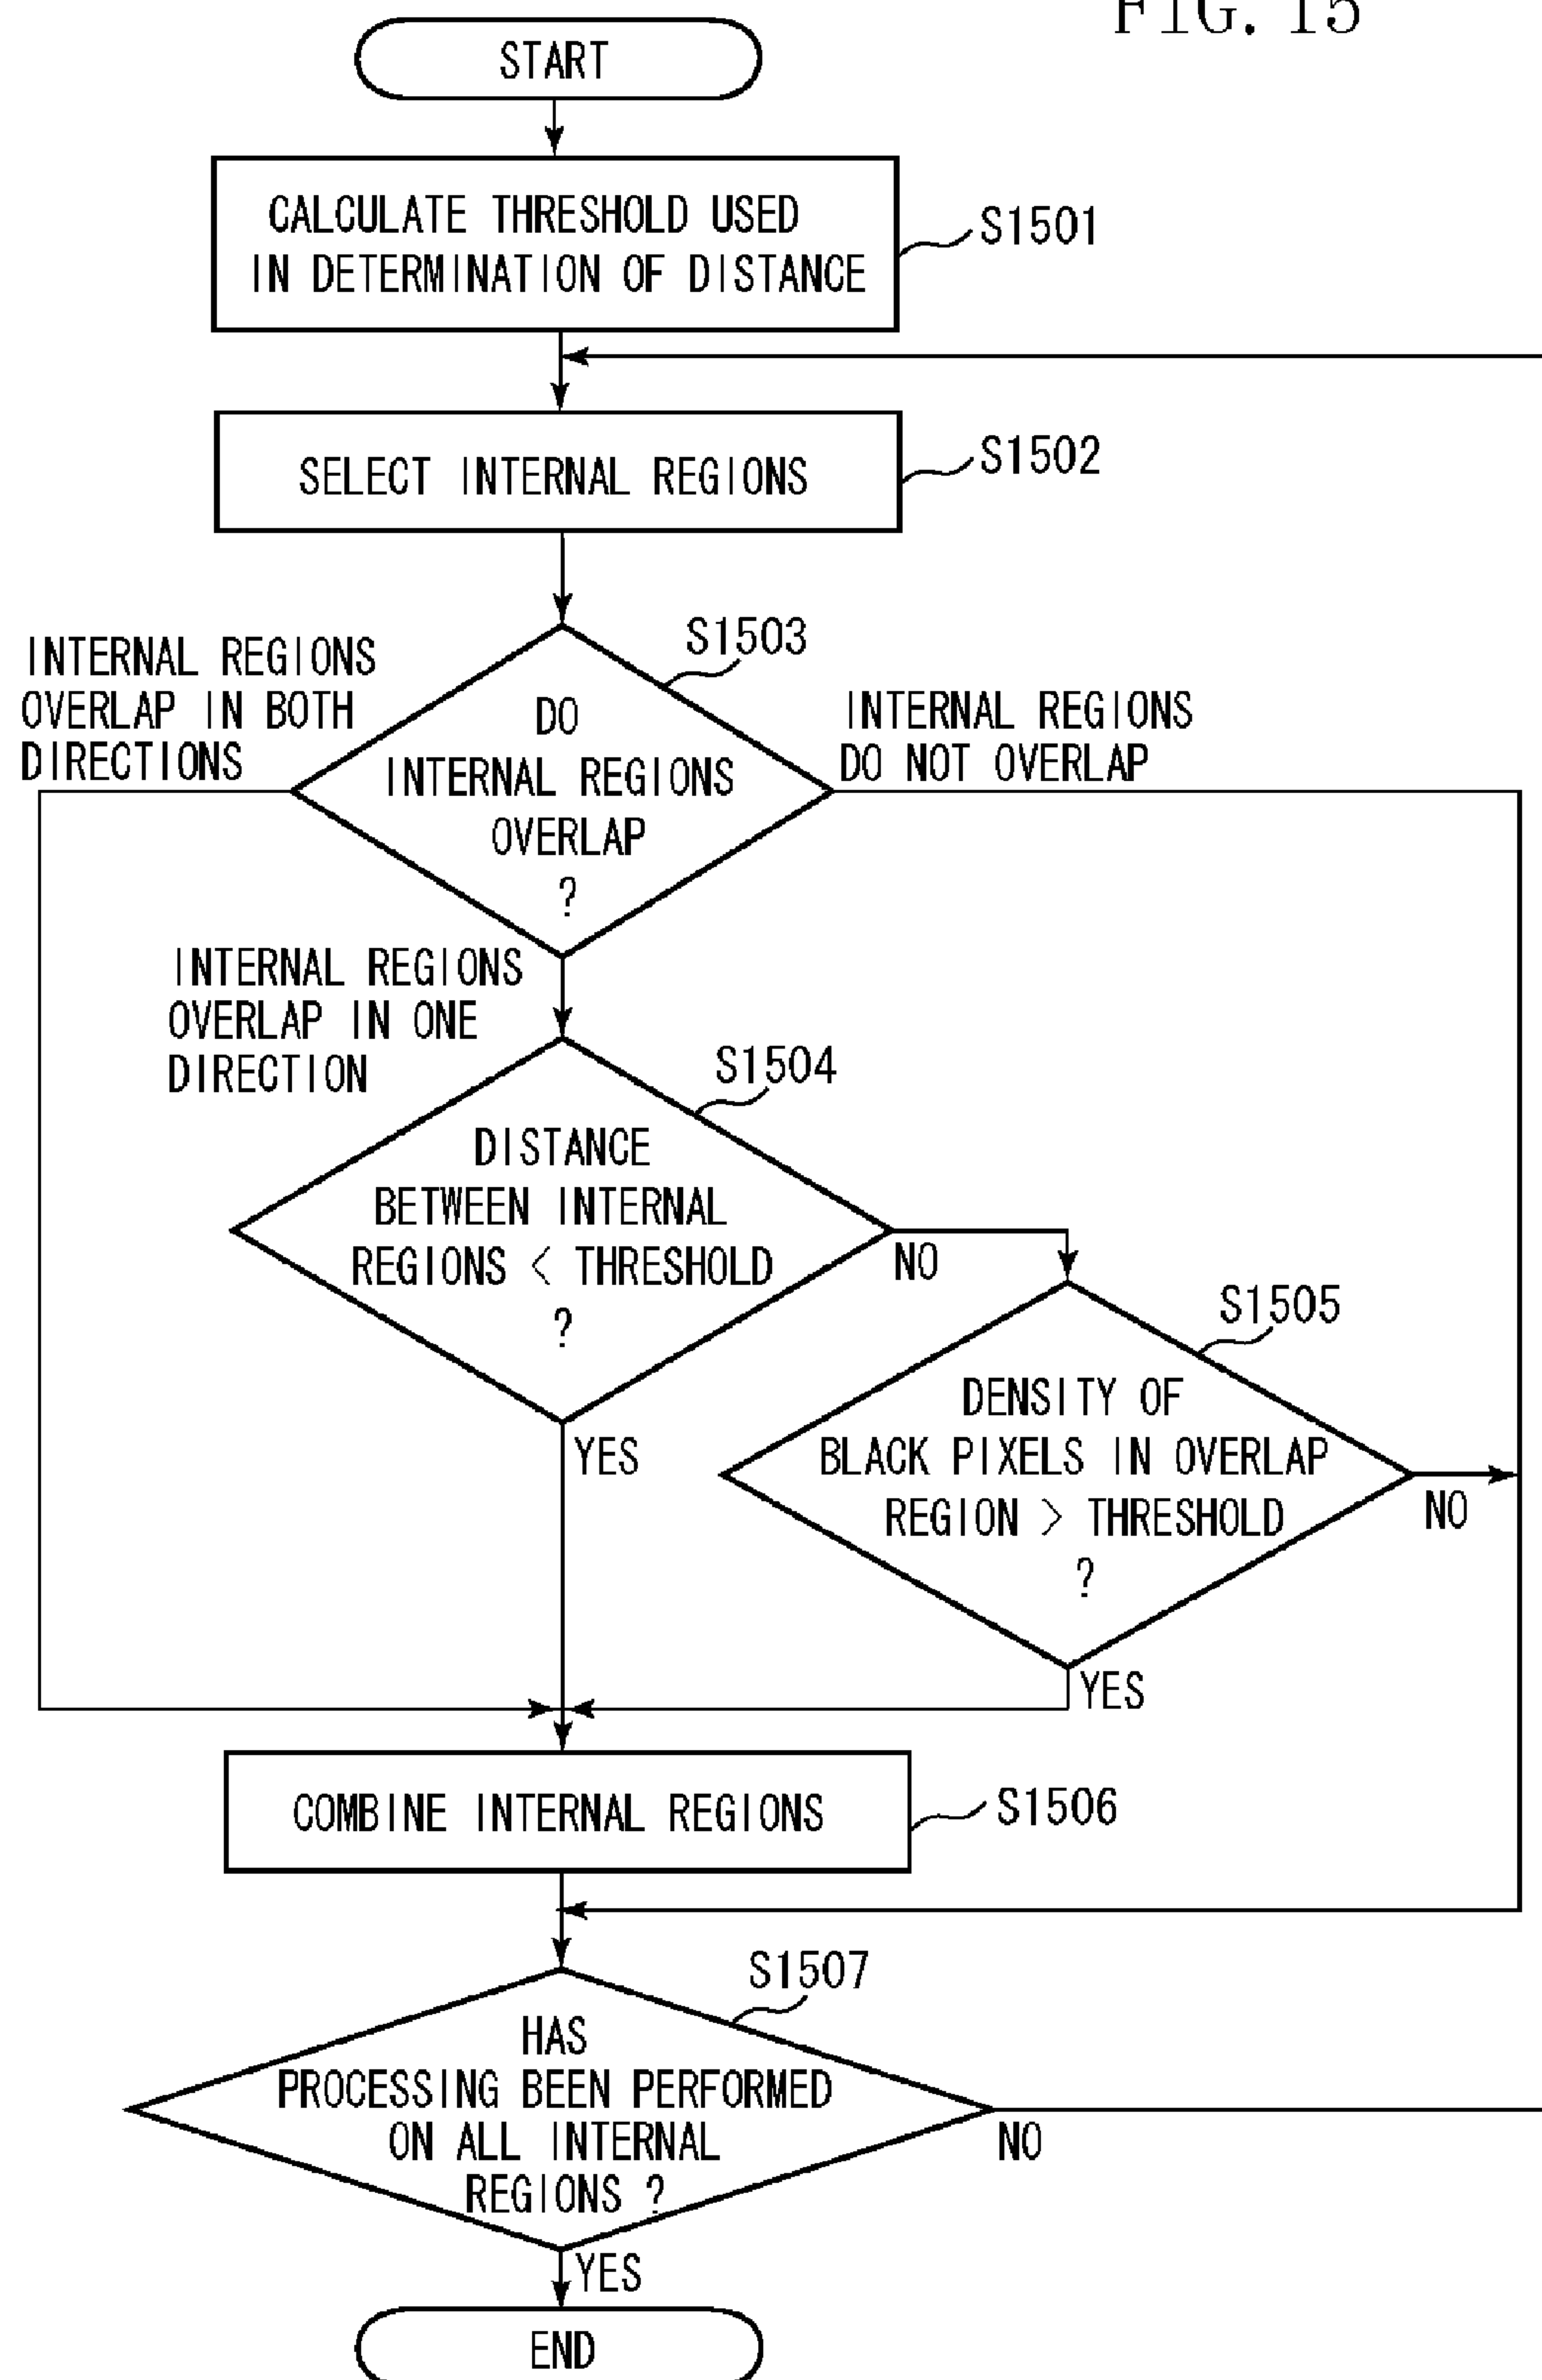 FIG. 15
START
CALCULATE THRESHOLD USED
IN DETERMINATION OF DISTANCE
S1501
SELECT INTERNAL REGIONS
S1502
S1503
INTERNAL REGIONS
OVERLAP IN BOTH
DIRECTIONS
DO
INTERNAL REGIONS
OVERLAP
?
INTERNAL REGIONS
DO NOT OVERLAP
INTERNAL REGIONS
OVERLAP IN ONE
DIRECTION
S1504
DISTANCE
BETWEEN INTERNAL
REGIONS < THRESHOLD
?
NO
YES
S1505
DENSITY OF
BLACK PIXELS IN OVERLAP
REGION > THRESHOLD
?
NO
YES
COMBINE INTERNAL REGIONS
S1506
S1507
HAS
PROCESSING BEEN PERFORMED
ON ALL INTERNAL
REGIONS ?
NO
YES
END